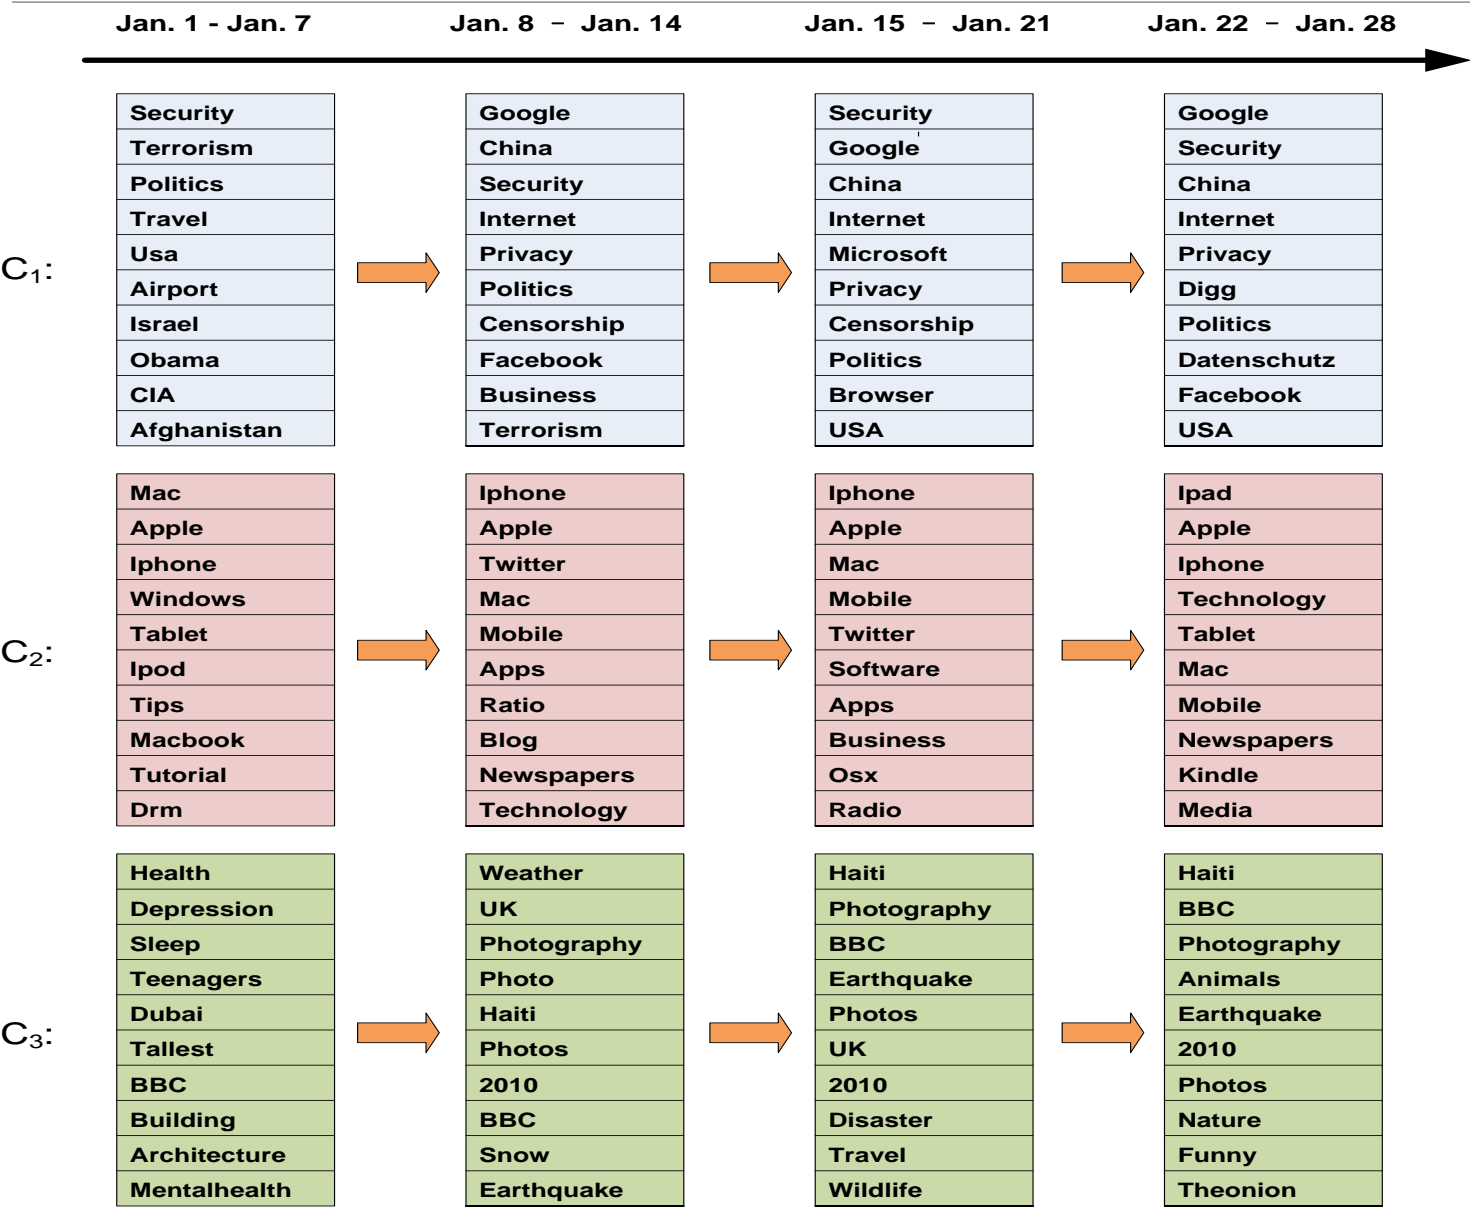 Jan. 1 - Jan. 7 Jan. 8 – Jan. 14 Jan. 15 – Jan. 21 Jan. 22 – Jan. 28
C1:
Security Google Security Google
Terrorism China Google Security
Politics Security China China
Travel Internet Internet Internet
Usa Privacy Microsoft Privacy
Airport Politics Privacy Digg
Israel Censorship Censorship Politics
Obama Facebook Politics Datenschutz
CIA Business Browser Facebook
Afghanistan Terrorism USA USA
C2:
Mac Iphone Iphone Ipad
Apple Apple Apple Apple
Iphone Twitter Mac Iphone
Windows Mac Mobile Technology
Tablet Mobile Twitter Tablet
Ipod Apps Software Mac
Tips Ratio Apps Mobile
Macbook Blog Business Newspapers
Tutorial Newspapers Osx Kindle
Drm Technology Radio Media
C3:
Health Weather Haiti Haiti
Depression UK Photography BBC
Sleep Photography BBC Photography
Teenagers Photo Earthquake Animals
Dubai Haiti Photos Earthquake
Tallest Photos UK 2010
BBC 2010 2010 Photos
Building BBC Disaster Nature
Architecture Snow Travel Funny
Mentalhealth Earthquake Wildlife Theonion